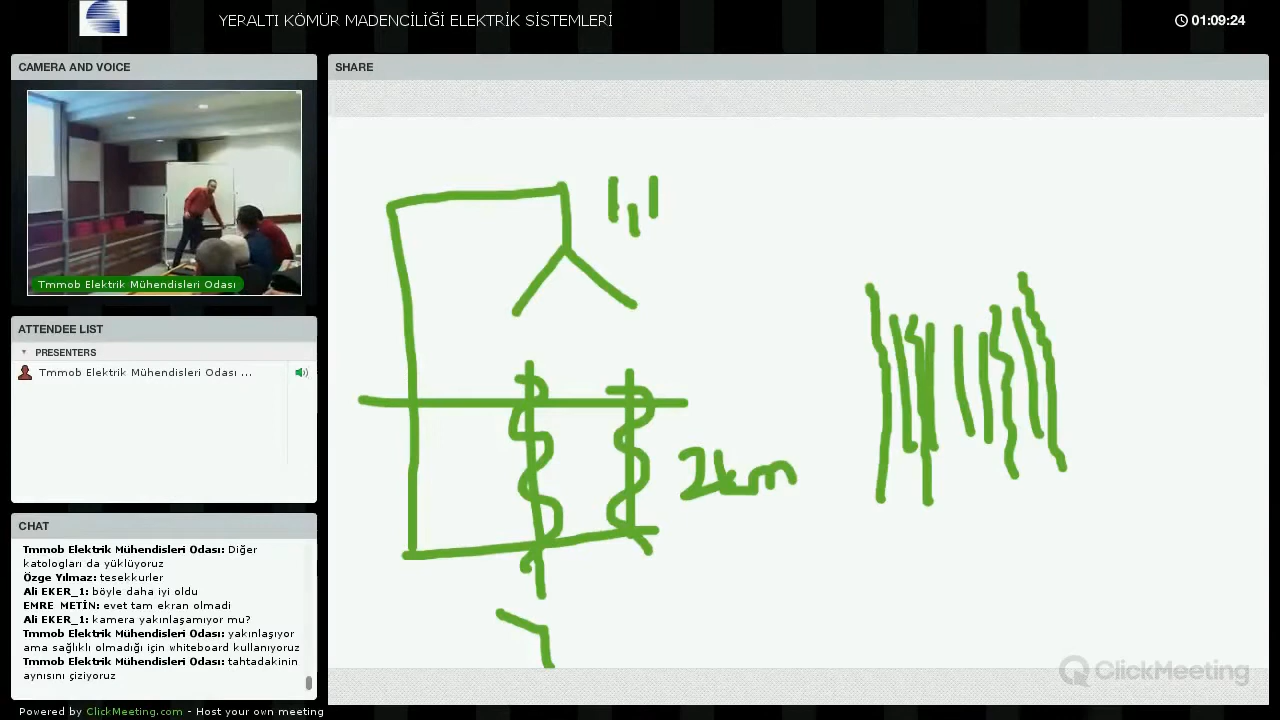 YERALTI KÖMÜR MADENCİLİĞİ ELEKTRİK SİSTEMLERİ
01:09:24
CAMERA AND VOICE
Tmmob Elektrik Mühendisleri Odası
ATTENDEE LIST
PRESENTERS
Tmmob Elektrik Mühendisleri Odası ...
CHAT
Tmmob Elektrik Mühendisleri Odası: Diğer
katologları da yüklüyoruz
Özge Yılmaz: tesekkurler
Ali EKER_1: böyle daha iyi oldu
EMRE METİN: evet tam ekran olmadi
Ali EKER_1: kamera yakınlaşamıyor mu?
Tmmob Elektrik Mühendisleri Odası: yakınlaşıyor
ama sağlıklı olmadığı için whiteboard kullanıyoruz
Tmmob Elektrik Mühendisleri Odası: tahtadakinin
aynısını şiziyoruz
Powered by ClickMeeting.com - Host your own meeting
SHARE
1,1
2km
ClickMeeting